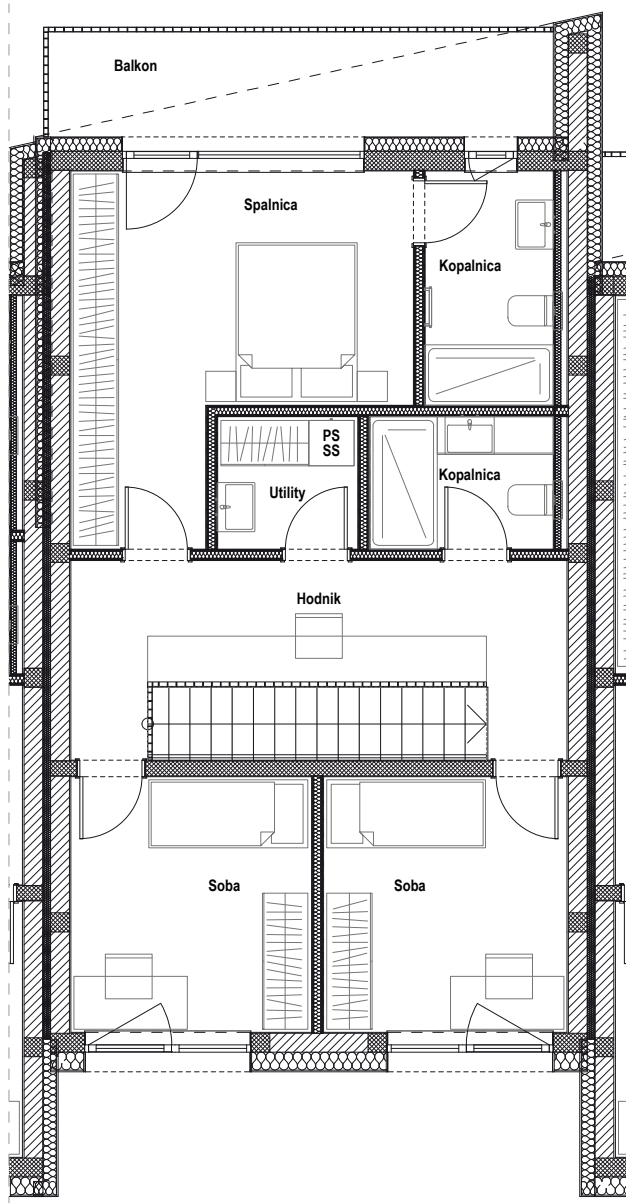 Balkon
Spalnica
Kopalnica
PS
SS
Utility
Kopalnica
Hodnik
Soba
Soba